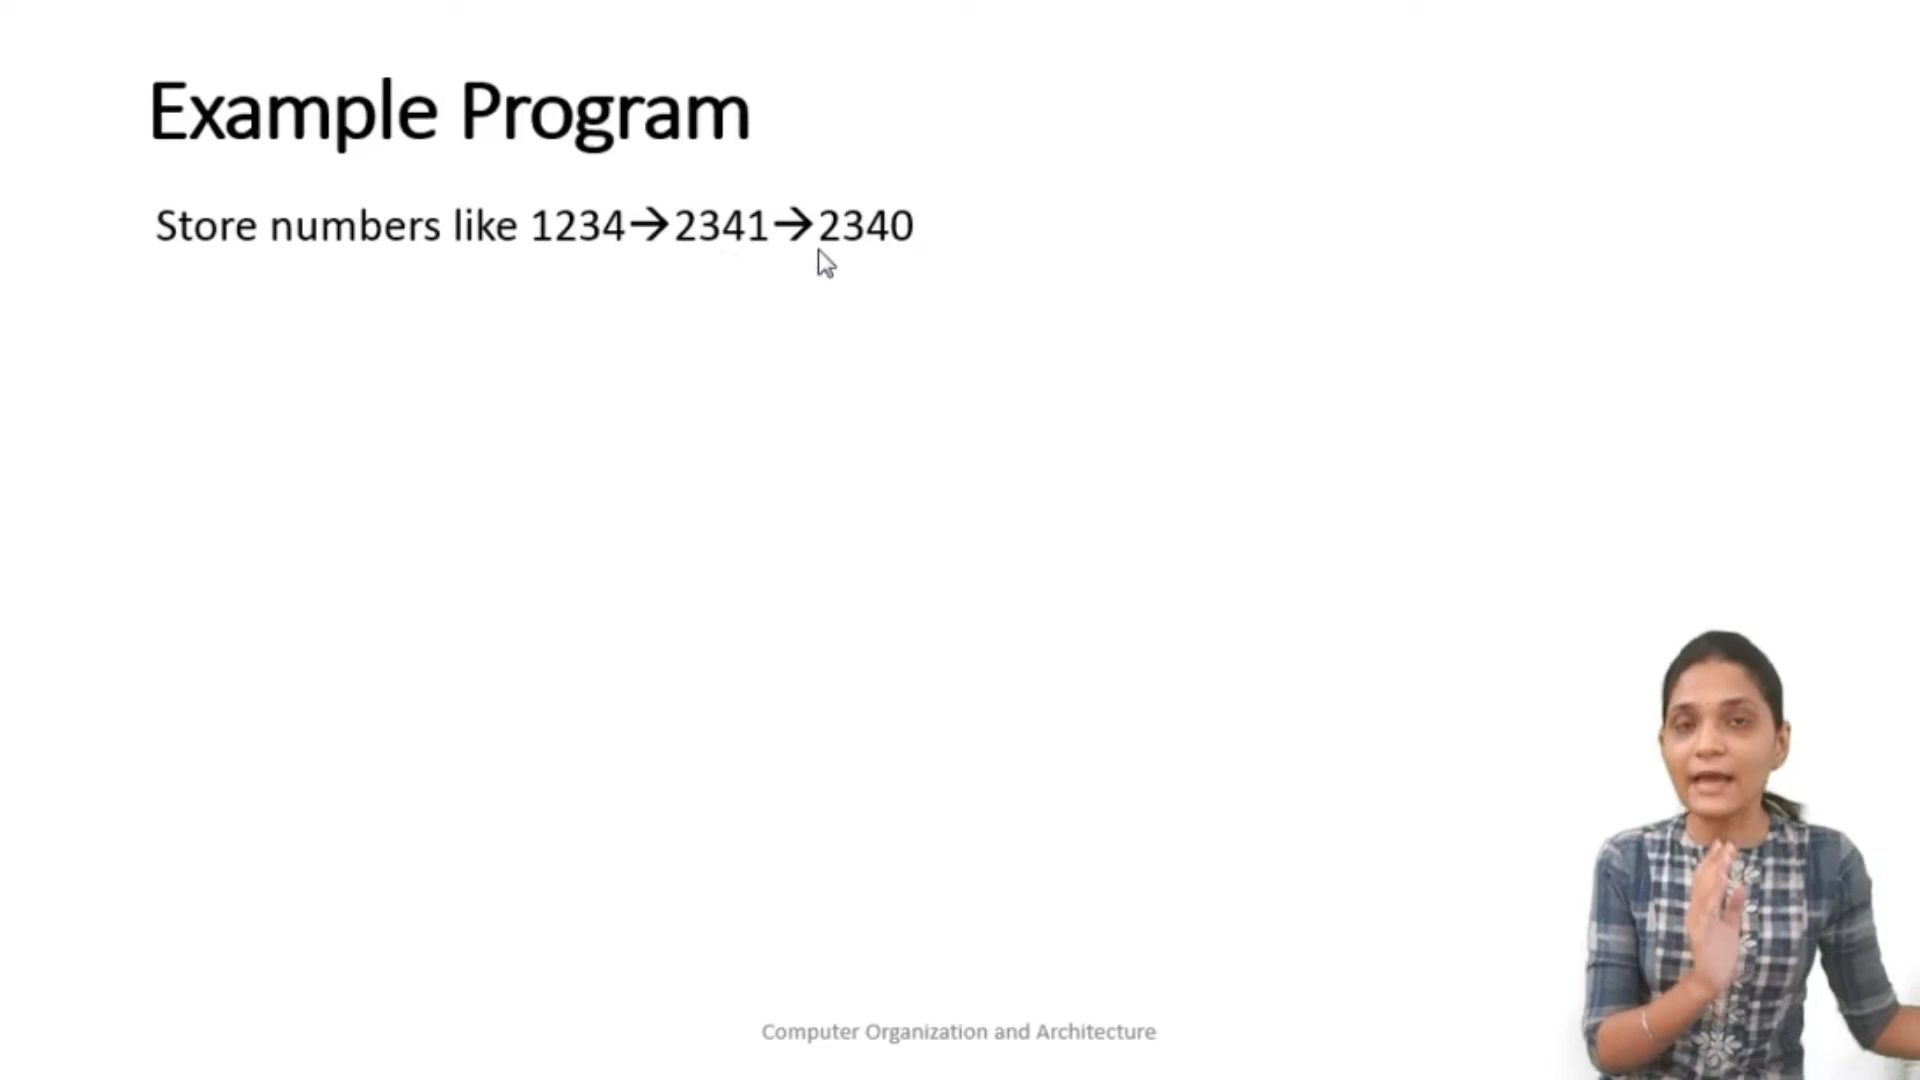 Example Program
Store numbers like 1234→2341→2340
Computer Organization and Architecture